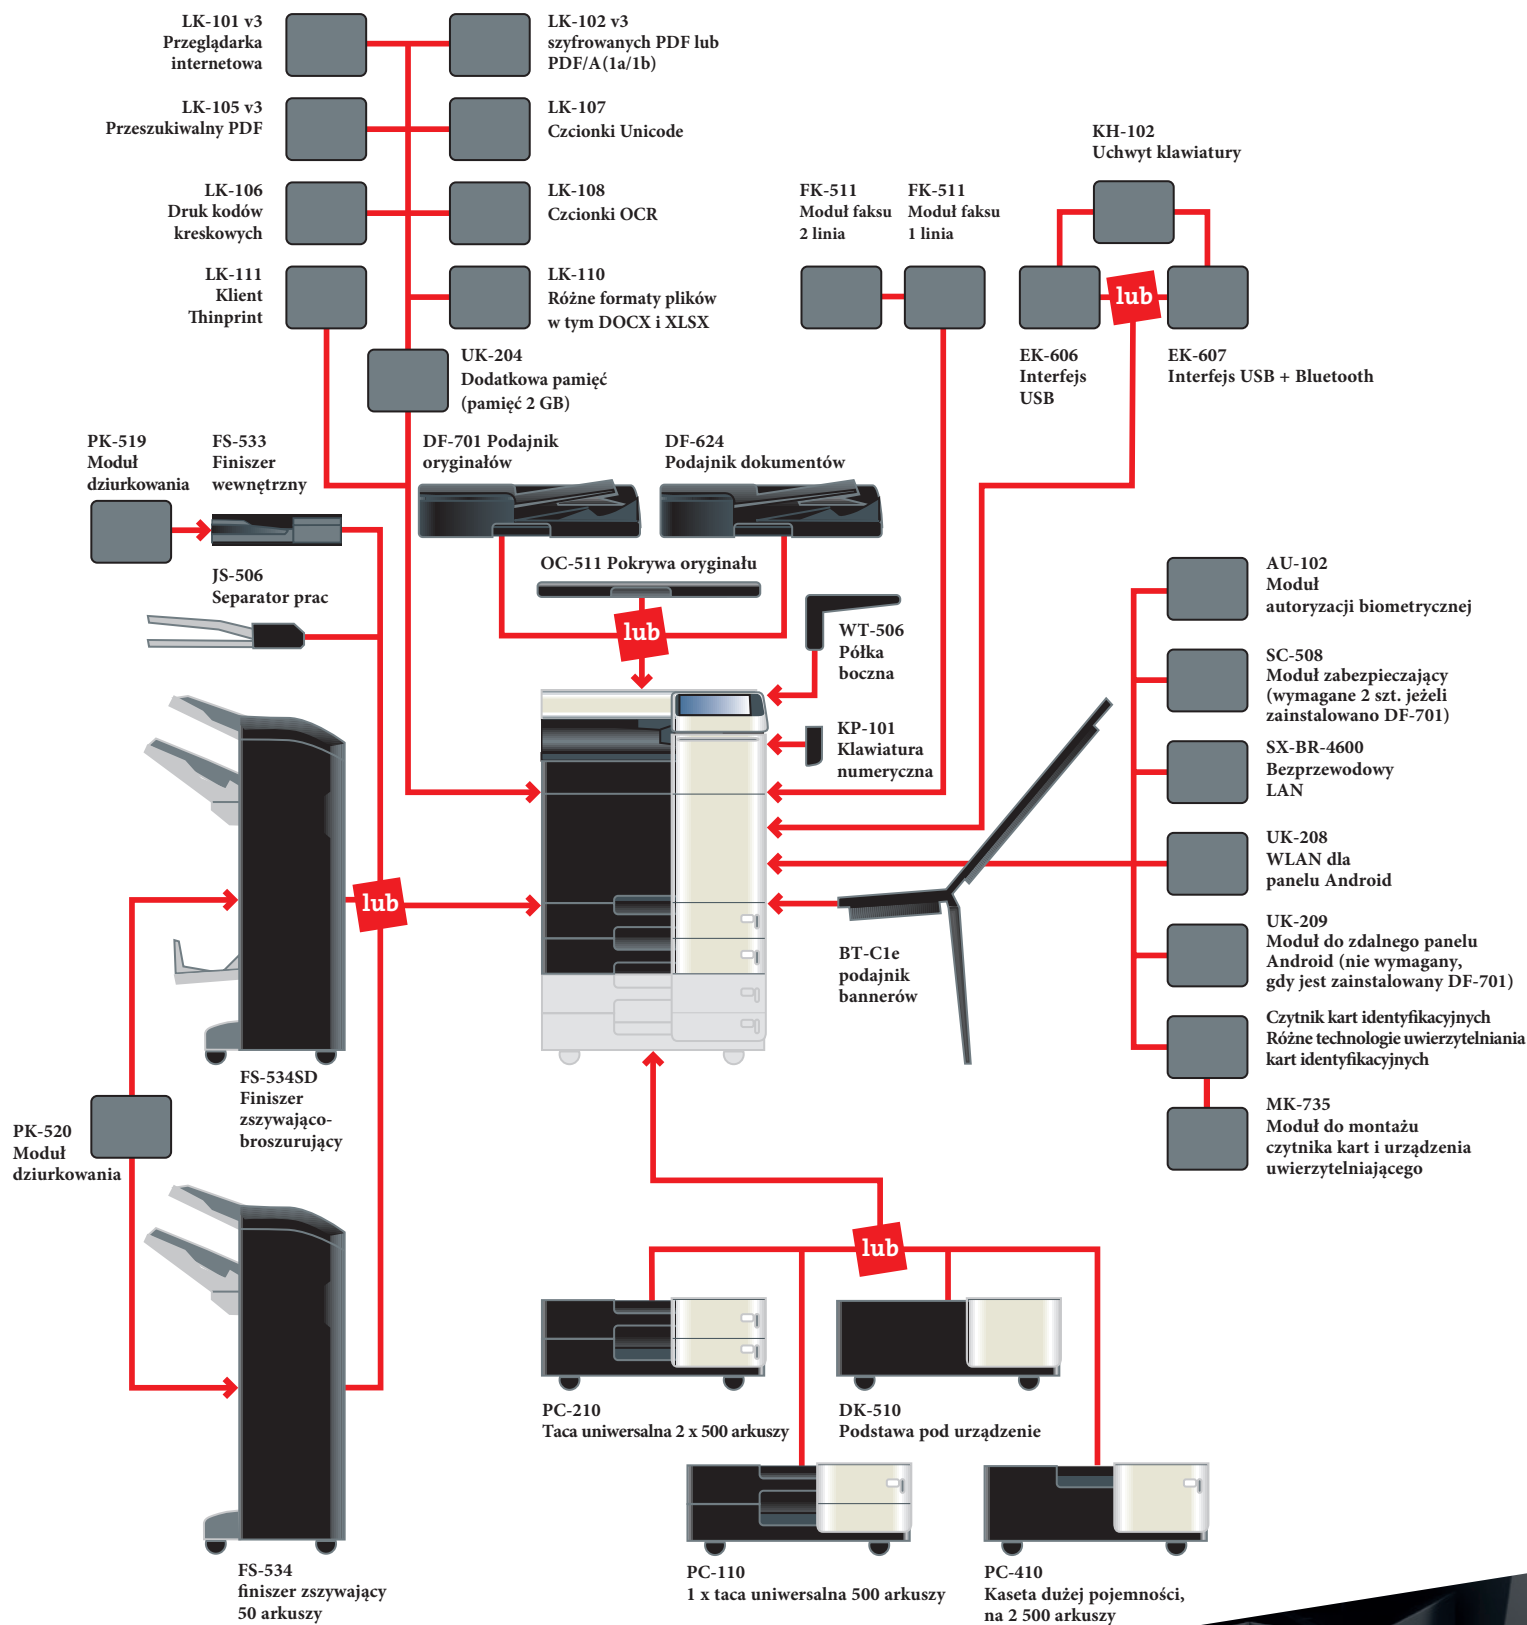 LK-101 v3
Przeglądarka
internetowa
LK-102 v3
szyfrowanych PDF lub
PDF/A(1a/1b)
LK-105 v3
Przeszukiwalny PDF
LK-107
Czcionki Unicode
LK-106
Druk kodów
kreskowych
LK-108
Czcionki OCR
LK-111
Klient
Thinprint
LK-110
Różne formaty plików
w tym DOCX i XLSX
UK-204
Dodatkowa pamięć
(pamięć 2 GB)
FK-511
Moduł faksu
2 linia
FK-511
Moduł faksu
1 linia
KH-102
Uchwyt klawiatury
lub
EK-606
Interfejs
USB
EK-607
Interfejs USB + Bluetooth
PK-519
Moduł
dziurkowania
FS-533
Finiszer
wewnętrzny
DF-701 Podajnik
oryginałów
DF-624
Podajnik dokumentów
JS-506
Separator prac
OC-511 Pokrywa oryginału
lub
WT-506
Półka
boczna
KP-101
Klawiatura
numeryczna
AU-102
Moduł
autoryzacji biometrycznej
SC-508
Moduł zabezpieczający
(wymagane 2 szt. jeżeli
zainstalowano DF-701)
SX-BR-4600
Bezprzewodowy
LAN
UK-208
WLAN dla
panelu Android
UK-209
Moduł do zdalnego panelu
Android (nie wymagany,
gdy jest zainstalowany DF-701)
Czytnik kart identyfikacyjnych
Różne technologie uwierzytelniania
kart identyfikacyjnych
MK-735
Moduł do montażu
czytnika kart i urządzenia
uwierzytelniającego
lub
BT-C1e
podajnik
bannerów
FS-534SD
Finiszer
zszywająco-
broszurujący
PK-520
Moduł
dziurkowania
lub
PC-210
Taca uniwersalna 2 x 500 arkuszy
DK-510
Podstawa pod urządzenie
PC-110
1 x taca uniwersalna 500 arkuszy
PC-410
Kaseta dużej pojemności,
na 2 500 arkuszy
FS-534
finiszer zszywający
50 arkuszy